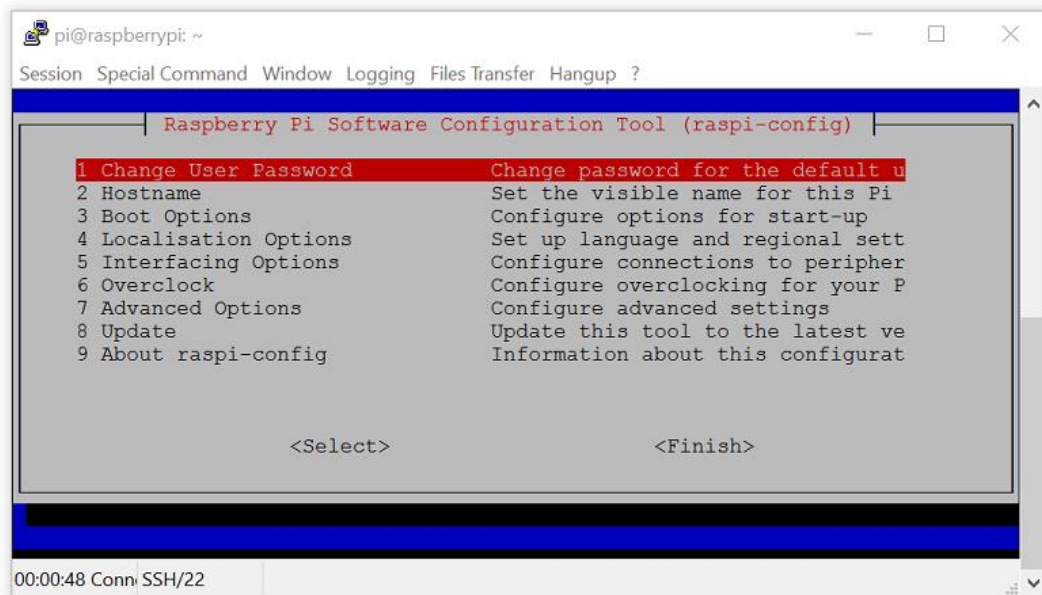 pi@raspberrypi: ~
Session Special Command Window Logging Files Transfer Hangup ?
Raspberry Pi Software Configuration Tool (raspi-config)
1 Change User Password Change password for the default u
2 Hostname Set the visible name for this Pi
3 Boot Options Configure options for start-up
4 Localisation Options Set up language and regional sett
5 Interfacing Options Configure connections to peripher
6 Overclock Configure overclocking for your P
7 Advanced Options Configure advanced settings
8 Update Update this tool to the latest ve
9 About raspi-config Information about this configurat
<Select> <Finish>
00:00:48 Conn SSH/22